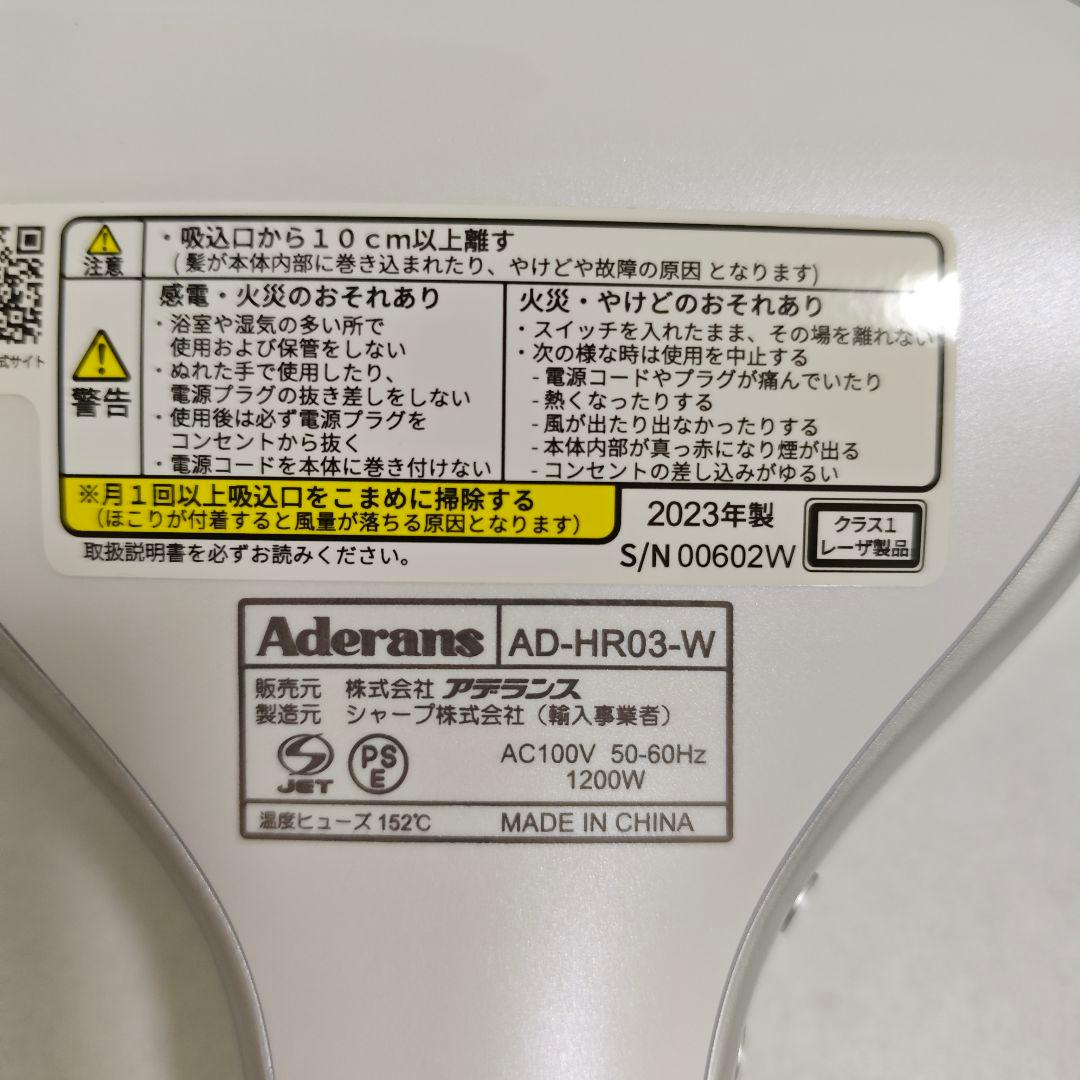 式サイト
注意
・吸込口から10cm以上離す
(髪が本体内部に巻き込まれたり、やけどや故障の原因 となります)
警告
感電・火災のおそれあり
・浴室や湿気の多い所で
使用および保管をしない
・ぬれた手で使用したり、
電源プラグの抜き差しをしない
・使用後は必ず電源プラグを
コンセントから抜く
・電源コードを本体に巻き付けない
火災・やけどのおそれあり
・スイッチを入れたまま、その場を離れない
・次の様な時は使用を中止する
-電源コードやプラグが痛んでいたり
-熱くなったりする
-風が出たり出なかったりする
-本体内部が真っ赤になり煙が出る
-コンセントの差し込みがゆるい
※月1回以上吸込口をこまめに掃除する
(ほこりが付着すると風量が落ちる原因となります)
取扱説明書を必ずお読みください。
2023年製
S/N 00602W
クラス1
レーザ製品
Aderans AD-HR03-W
販売元 株式会社 アデランス
製造元 シャープ株式会社(輸入事業者)
JET
PS
E
AC100V 50-60Hz
1200W
温度ヒューズ 152℃ MADE IN CHINA